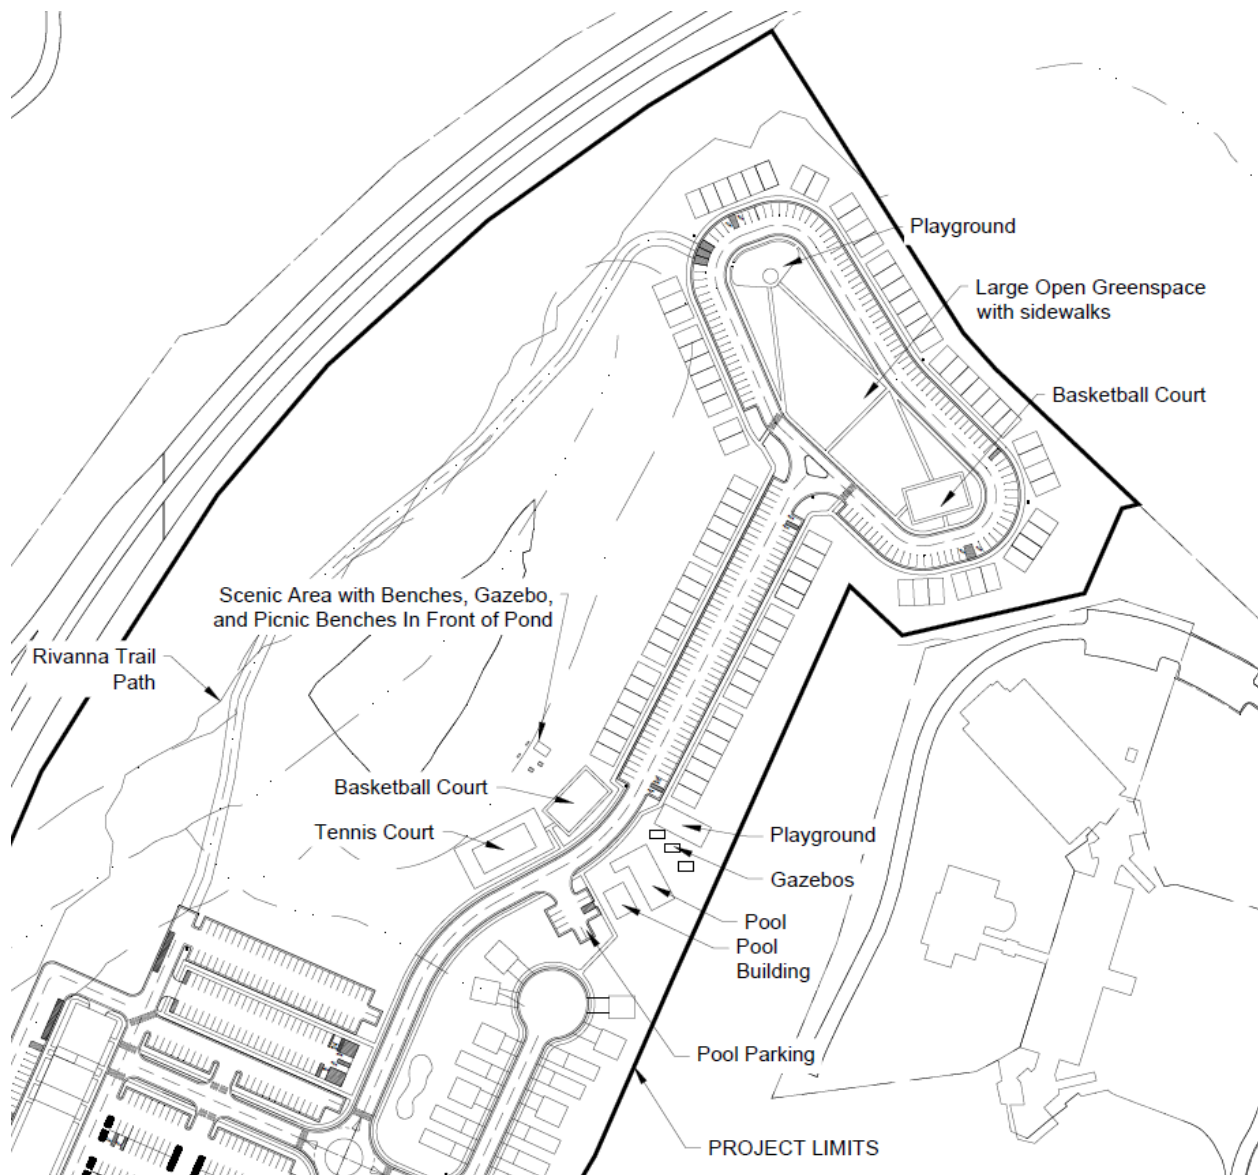 Playground
Large Open Greenspace
with sidewalks
Basketball Court
Scenic Area with Benches, Gazebo,
and Picnic Benches In Front of Pond
Rivanna Trail
Path
Basketball Court
Tennis Court
Playground
Gazebos
Pool
Pool
Building
Pool Parking
PROJECT LIMITS